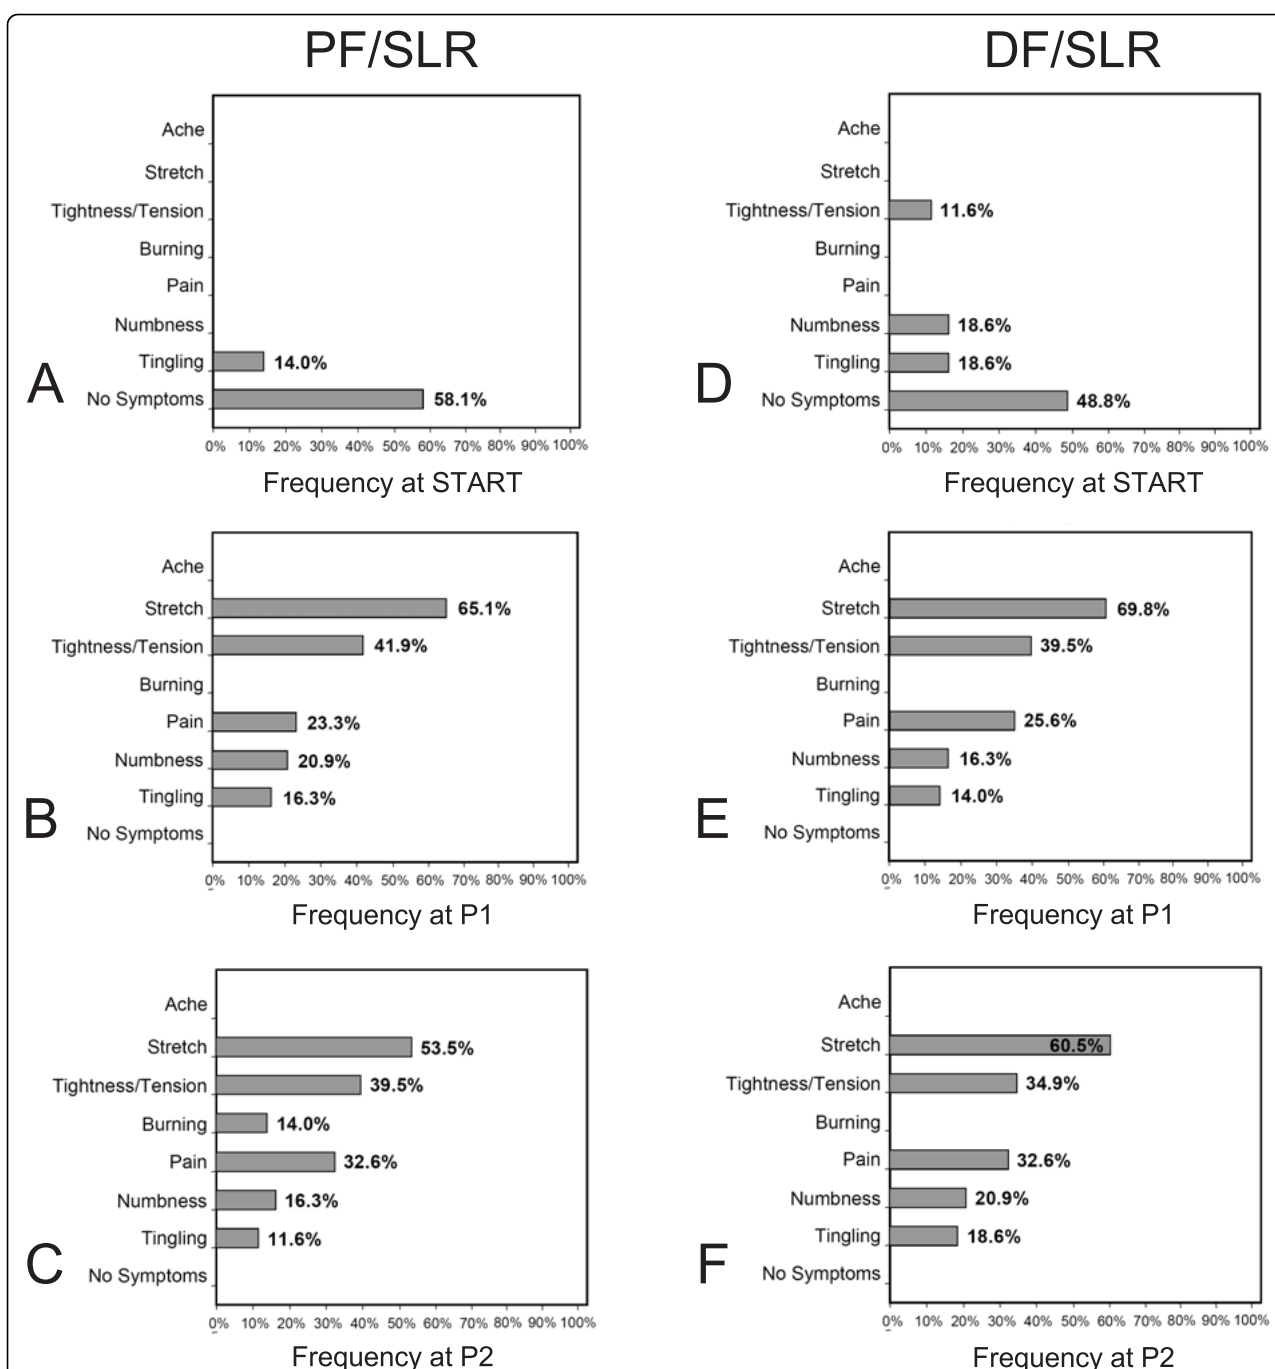 PF/SLR
Ache
Stretch
Tightness/Tension
Burning
Pain
Numbness
Tingling 14.0%
No Symptoms 58.1%
A
0% 10% 20% 30% 40% 50% 60% 70% 80% 90% 100%
Frequency at START
Ache
Stretch 65.1%
Tightness/Tension 41.9%
Burning
Pain 23.3%
Numbness 20.9%
Tingling 16.3%
B
No Symptoms
0% 10% 20% 30% 40% 50% 60% 70% 80% 90% 100%
Frequency at P1
Ache
Stretch 53.5%
Tightness/Tension 39.5%
Burning 14.0%
Pain 32.6%
Numbness 16.3%
Tingling 11.6%
C
No Symptoms
0% 10% 20% 30% 40% 50% 60% 70% 80% 90% 100%
Frequency at P2
DF/SLR
Ache
Stretch
Tightness/Tension 11.6%
Burning
Pain
Numbness 18.6%
Tingling 18.6%
D
No Symptoms 48.8%
0% 10% 20% 30% 40% 50% 60% 70% 80% 90% 100%
Frequency at START
Ache
Stretch 69.8%
Tightness/Tension 39.5%
Burning
Pain 25.6%
Numbness 16.3%
Tingling 14.0%
E
No Symptoms
0% 10% 20% 30% 40% 50% 60% 70% 80% 90% 100%
Frequency at P1
Ache
Stretch 60.5%
Tightness/Tension 34.9%
Burning
Pain 32.6%
Numbness 20.9%
Tingling 18.6%
F
No Symptoms
0% 10% 20% 30% 40% 50% 60% 70% 80% 90% 100%
Frequency at P2